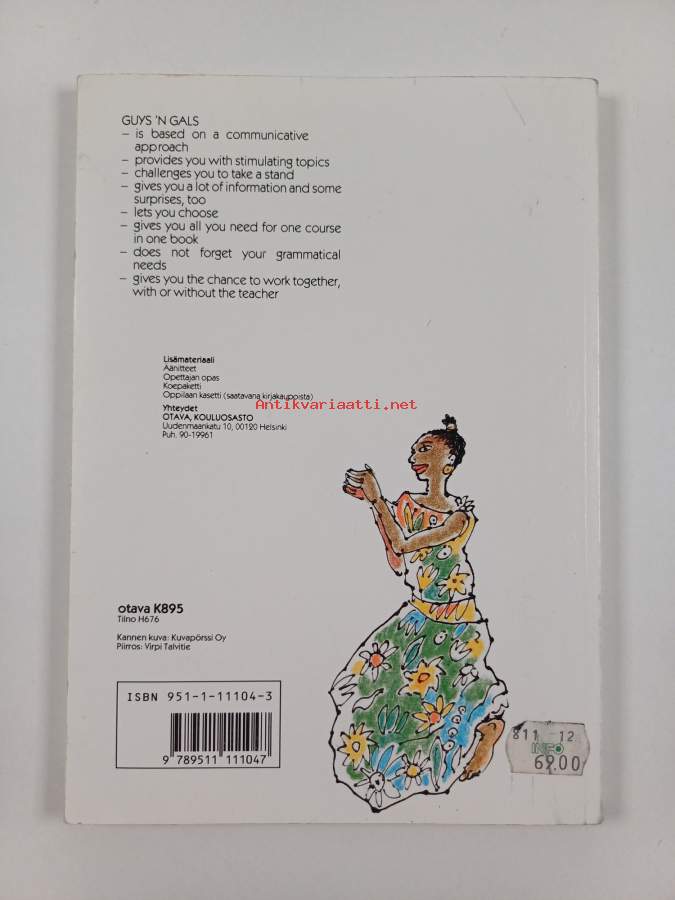 GUYS 'N GALS
– is based on a communicative
approach
– provides you with stimulating topics
– challenges you to take a stand
– gives you a lot of information and some
surprises, too
– lets you choose
– gives you all you need for one course
in one book
– does not forget your grammatical
needs
– gives you the chance to work together,
with or without the teacher
Lisämateriaali
Äänitteet
Opettajan opas
Koepaketti
Oppilaan kasetti (saatavana kirjakaupoista)
Antikvariaatti.net
Yhteydet
OTAVA, KOULUOSASTO
Uudenmaankatu 10, 00120 Helsinki
Puh. 90-19961
otava K895
Tilno H676
Kannen kuva: Kuvapörssi Oy
Piirros: Virpi Talvitie
ISBN 951-1-11104-3
9 789511 111047
811 12
INFO
69.00